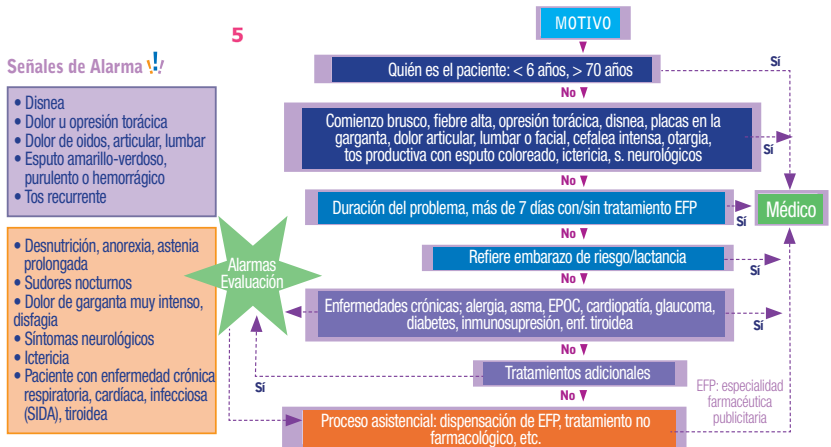 5
MOTIVO
Señales de Alarma !!
• Disnea
• Dolor u opresión torácica
• Dolor de oidos, articular, lumbar
• Esputo amarillo-verdoso,
purulento o hemorrágico
• Tos recurrente
• Desnutrición, anorexia, astenia
prolongada
• Sudores nocturnos
• Dolor de garganta muy intenso,
disfagia
• Síntomas neurológicos
• Ictericia
• Paciente con enfermedad crónica
respiratoria, cardíaca, infecciosa
(SIDA), tiroidea
Alarmas
Evaluación
Quién es el paciente: < 6 años, > 70 años
Sí
No
Comienzo brusco, fiebre alta, opresión torácica, disnea, placas en la
garganta, dolor articular, lumbar o facial, cefalea intensa, otargia,
tos productiva con esputo coloreado, ictericia, s. neurológicos
Sí
No
Duración del problema, más de 7 días con/sin tratamiento EFP
Sí
Médico
No
Refiere embarazo de riesgo/lactancia
Sí
No
Enfermedades crónicas; alergia, asma, EPOC, cardiopatía, glaucoma,
diabetes, inmunosupresión, enf. tiroidea
Sí
No
Tratamientos adicionales
Sí
No
Proceso asistencial: dispensación de EFP, tratamiento no
farmacológico, etc.
EFP: especialidad
farmacéutica
publicitaria